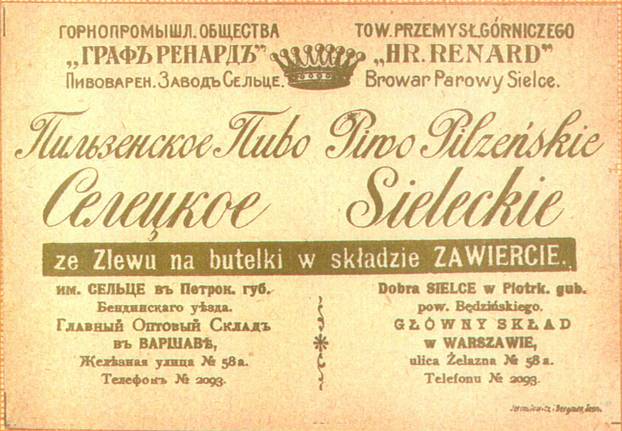 ГОРНОПРОМЫШЛ. ОБЩЕСТВА
„ГРАФЪ РЕНАРДЪ”
ПИВОВАРЕН. ЗАВОДЪ СЕЛЬЦЕ.
TOW. PRZEMYSŁ.GÓRNICZEGO
„HR. RENARD”
Browar Parowy Sielce.
Пильзенское Пиво
Селецкое
Piwo Pilzeńskie
Sieleckie
ze Zlewu na butelki w składzie ZAWIERCIE.
им. СЕЛЬЦЕ въ Петрок. губ.
Бендинскаго уѣзда.
Главный Оптовый Складъ
въ ВАРШАВѢ,
Желѣзная улица № 58a.
Телефонъ № 2093.
Dobra SIELCE w Piotrk. gub.
pow. Będzińskiego.
GŁÓWNY SKŁAD
w WARSZAWIE,
ulica Żelazna № 58a.
Telefonu № 2093.